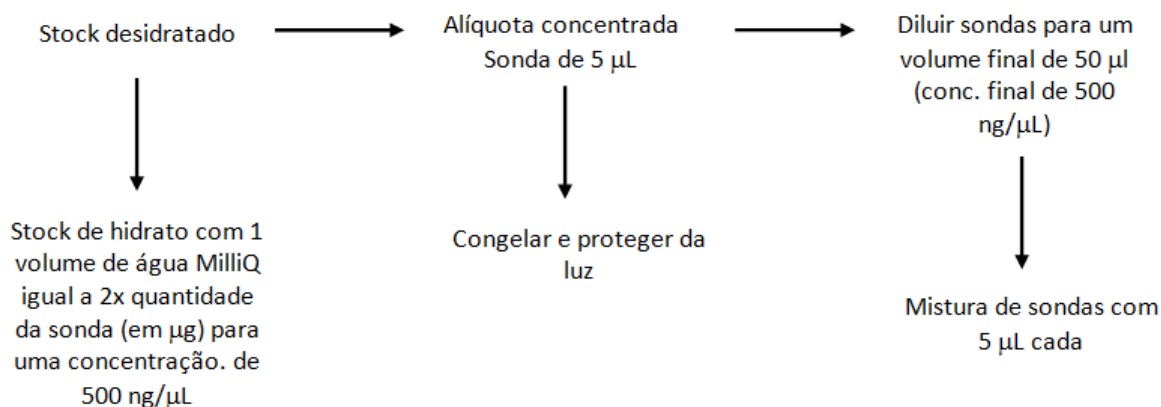 Stock desidratado
Stock de hidrato com 1
volume de água MilliQ
igual a 2x quantidade
da sonda (em μg) para
uma concentração. de
500 ng/μL
Alíquota concentrada
Sonda de 5 μL
Congelar e proteger da
luz
Diluir sondas para um
volume final de 50 μl
(conc. final de 500
ng/μL)
Mistura de sondas com
5 μL cada